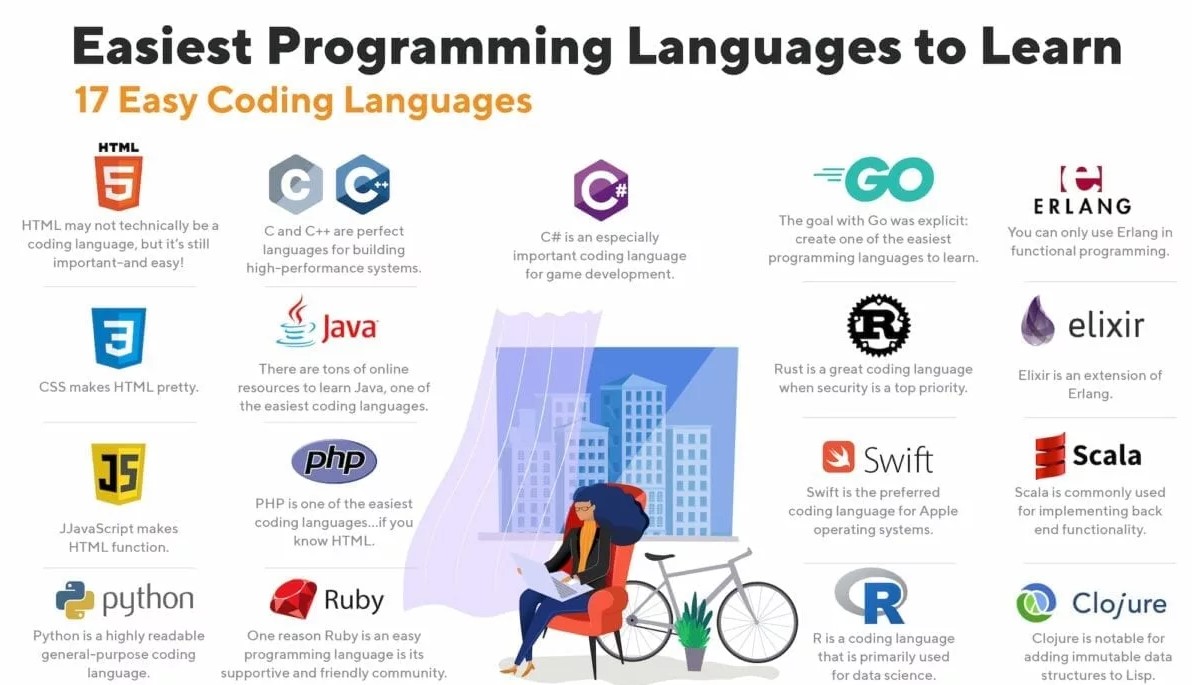 Easiest Programming Languages to Learn
17 Easy Coding Languages
HTML
5
HTML may not technically be a
coding language, but it's still
important–and easy!
3
CSS makes HTML pretty.
JS
JJavaScript makes
HTML function.
python
Python is a highly readable
general-purpose coding
language.
C C++
C and C++ are perfect
languages for building
high-performance systems.
Java
There are tons of online
resources to learn Java, one of
the easiest coding languages.
php
PHP is one of the easiest
coding languages...if you
know HTML.
Ruby
One reason Ruby is an easy
programming language is its
supportive and friendly community.
C#
C# is an especially
important coding language
for game development.
GO
The goal with Go was explicit:
create one of the easiest
programming languages to learn.
R
Rust is a great coding language
when security is a top priority.
Swift
Swift is the preferred
coding language for Apple
operating systems.
R
R is a coding language
that is primarily used
for data science.
e
ERLANG
You can only use Erlang in
functional programming.
elixir
Elixir is an extension of
Erlang.
Scala
Scala is commonly used
for implementing back
end functionality.
Clojure
Clojure is notable for
adding immutable data
structures to Lisp.